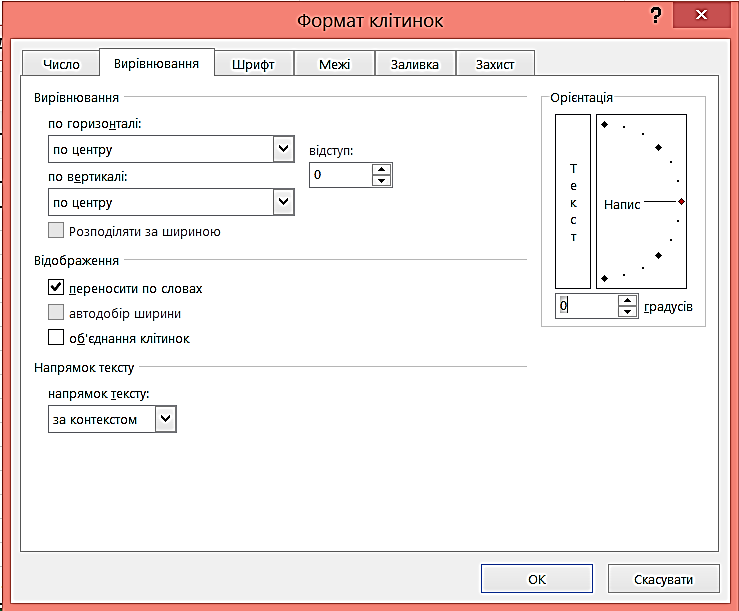 Формат клітинок
?
Число Вирівнювання Шрифт Межі Заливка Захист
Вирівнювання
по горизонталі:
по центру
відступ:
0
по вертикалі:
по центру
Розподіляти за шириною
Відображення
переносити по словах
автодобір ширини
об'єднання клітинок
Напрямок тексту
напрямок тексту:
за контекстом
Орієнтація
Текст
Напис
0 градусів
ОК Скасувати